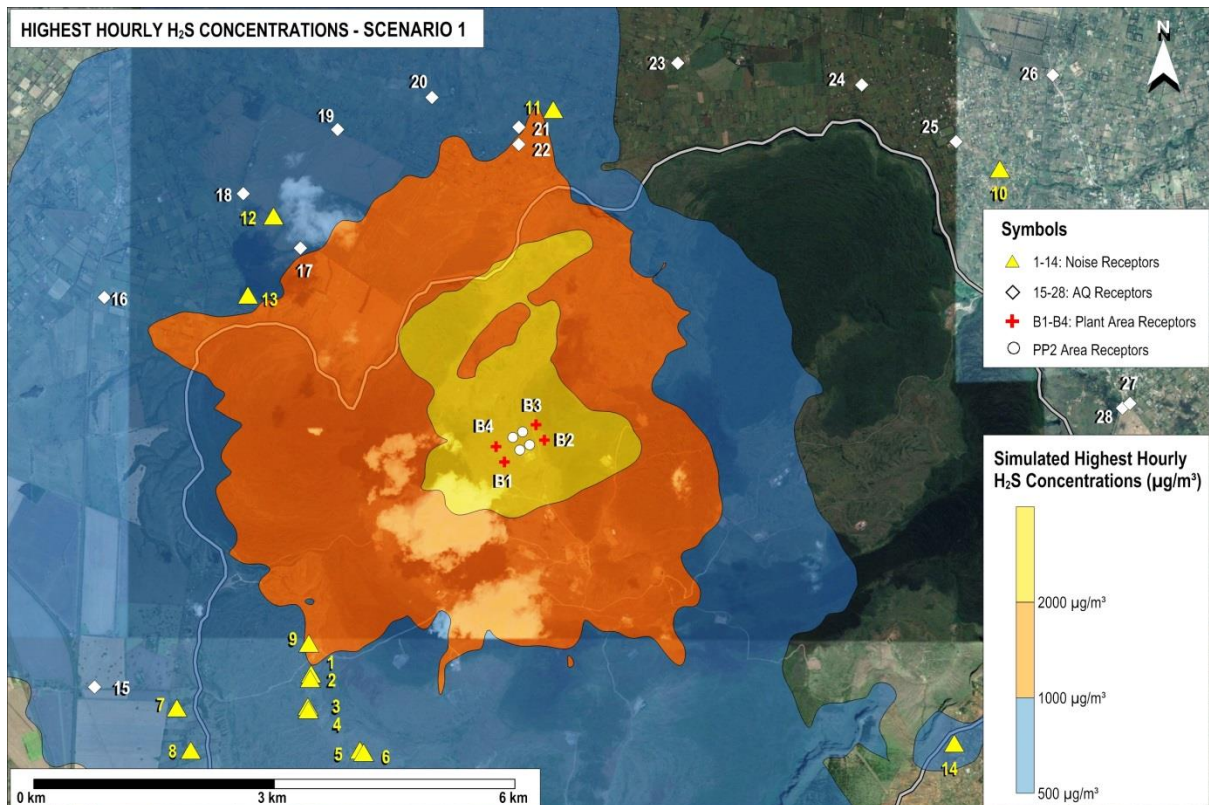 HIGHEST HOURLY H₂S CONCENTRATIONS - SCENARIO 1
N
23
26
24
20
11
21
19
22
25
10
18
12
17
16
13
Symbols
1-14: Noise Receptors
15-28: AQ Receptors
B1-B4: Plant Area Receptors
PP2 Area Receptors
27
28
B3
B4
B2
B1
Simulated Highest Hourly
H₂S Concentrations (µg/m³)
2000 µg/m³
1000 µg/m³
500 µg/m³
9
1
2
15
7
3
4
8
5
6
14
0 km
3 km
6 km